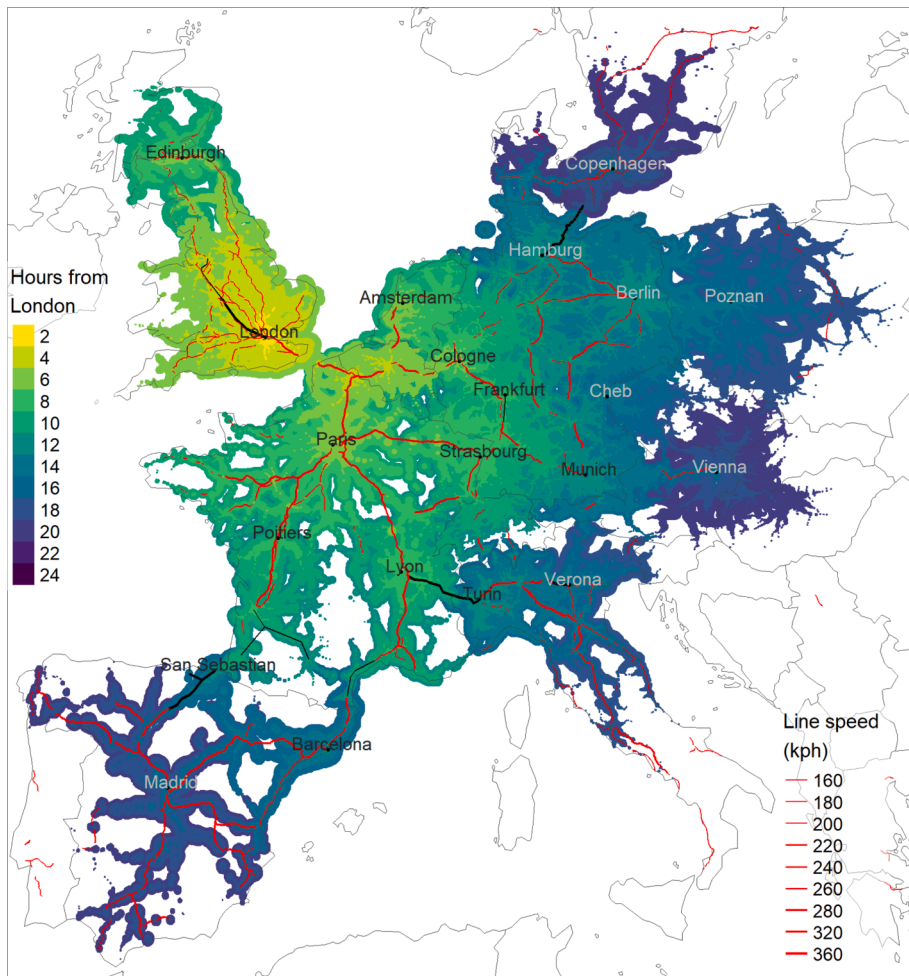 Edinburgh
Copenhagen
Hamburg
Hours from
London
Amsterdam
Berlin
Poznan
2
4
6
8
10
12
14
16
18
20
22
24
London
Cologne
Frankfurt
Cheb
Paris
Strasbourg
Munich
Vienna
Poitiers
Lyon
Turin
Verona
San Sebastian
Barcelona
Madrid
Line speed
(kph)
160
180
200
220
240
260
280
320
360